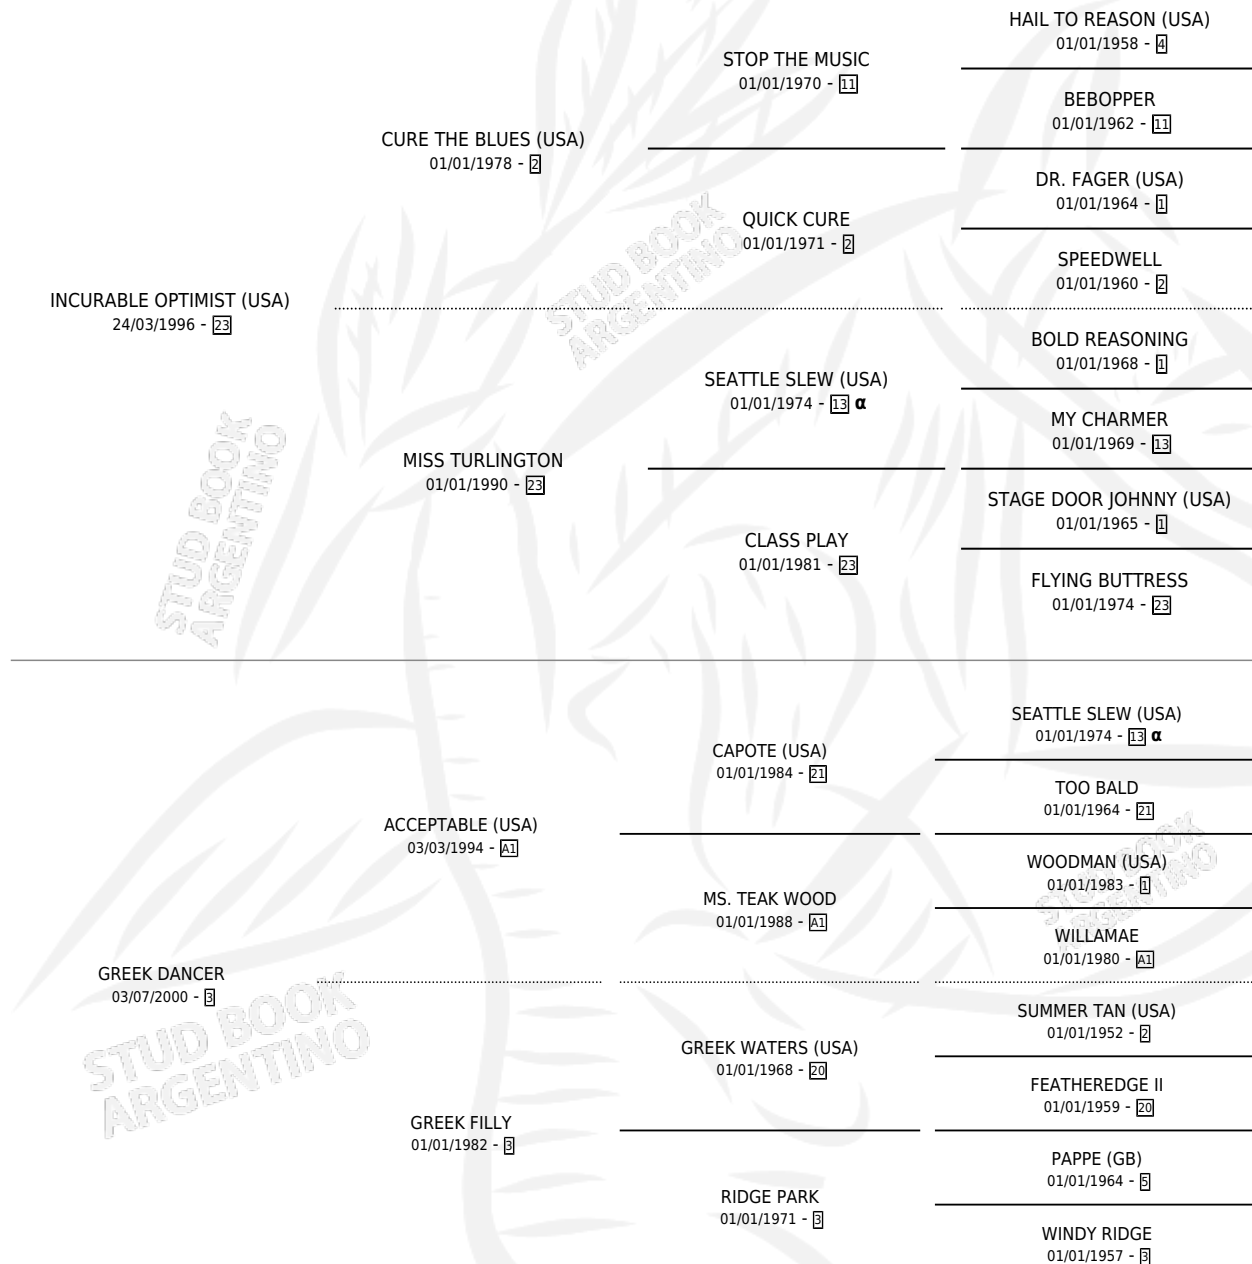 HAIL TO REASON (USA)
01/01/1958 - 4
STOP THE MUSIC
01/01/1970 - 11
BEBOPPER
01/01/1962 - 11
CURE THE BLUES (USA)
01/01/1978 - 2
DR. FAGER (USA)
01/01/1964 - 1
QUICK CURE
01/01/1971 - 2
SPEEDWELL
01/01/1960 - 2
INCURABLE OPTIMIST (USA)
24/03/1996 - 23
BOLD REASONING
01/01/1968 - 1
SEATTLE SLEW (USA)
01/01/1974 - 13 α
MY CHARMER
01/01/1969 - 13
MISS TURLINGTON
01/01/1990 - 23
STAGE DOOR JOHNNY (USA)
01/01/1965 - 1
CLASS PLAY
01/01/1981 - 23
FLYING BUTTRESS
01/01/1974 - 23
SEATTLE SLEW (USA)
01/01/1974 - 13 α
CAPOTE (USA)
01/01/1984 - 21
TOO BALD
01/01/1964 - 21
ACCEPTABLE (USA)
03/03/1994 - A1
WOODMAN (USA)
01/01/1983 - 1
MS. TEAK WOOD
01/01/1988 - A1
WILLAMAE
01/01/1980 - A1
GREEK DANCER
03/07/2000 - 3
SUMMER TAN (USA)
01/01/1952 - 2
GREEK WATERS (USA)
01/01/1968 - 20
FEATHEREDGE II
01/01/1959 - 20
GREEK FILLY
01/01/1982 - 3
PAPPE (GB)
01/01/1964 - 5
RIDGE PARK
01/01/1971 - 3
WINDY RIDGE
01/01/1957 - 3
STUD BOOK
ARGENTINO
STUD BOOK
ARGENTINO
STUD BOOK
ARGENTINO
STUD BOOK
ARGENTINO